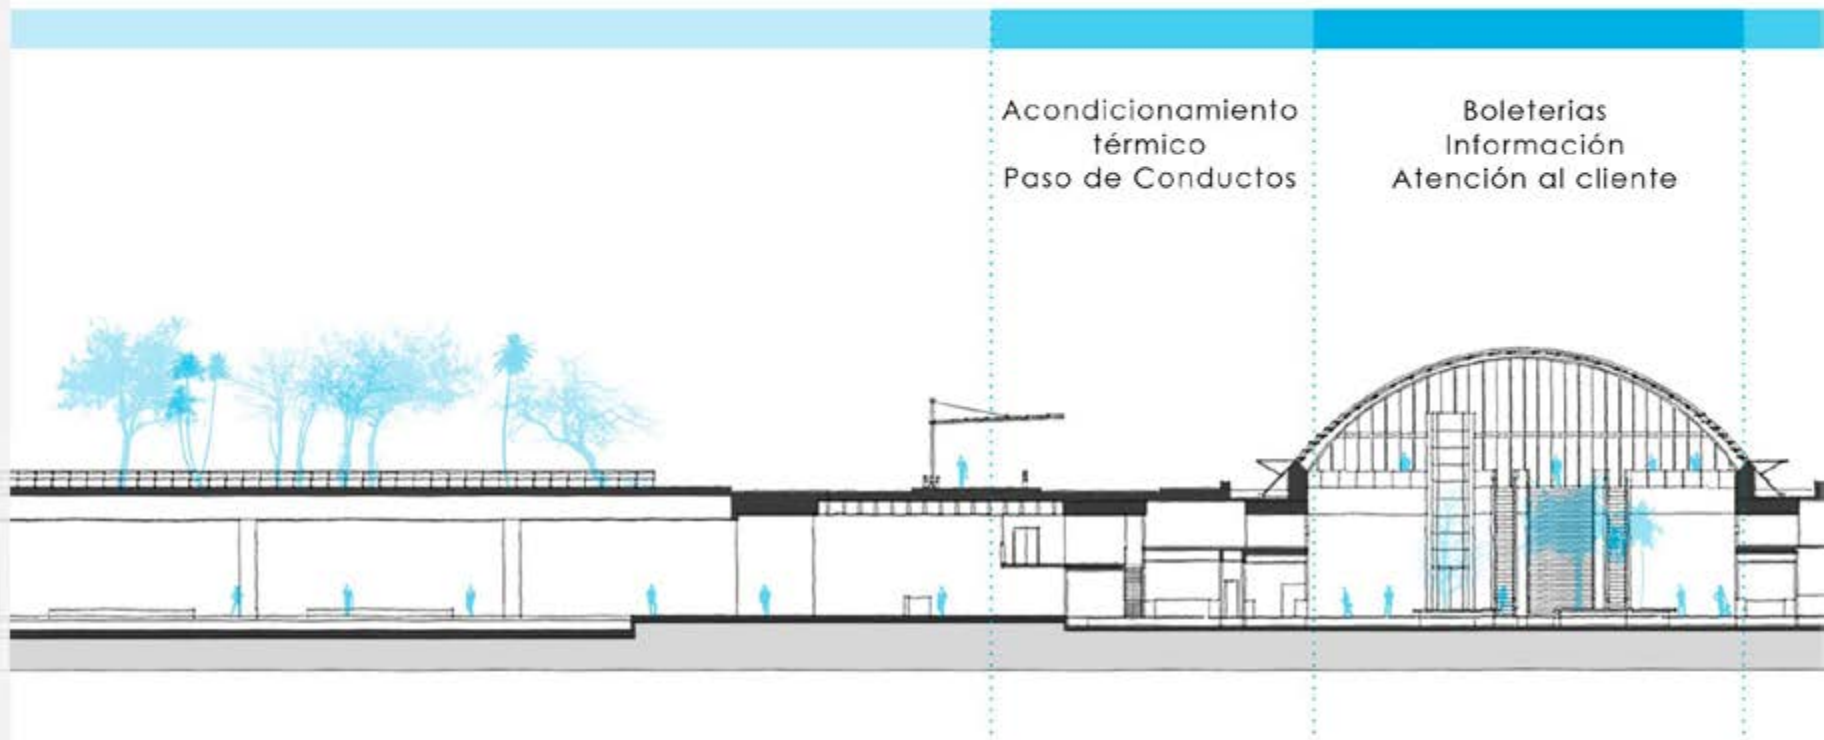 Acondicionamiento
térmico
Paso de Conductos
Boleterias
Información
Atención al cliente